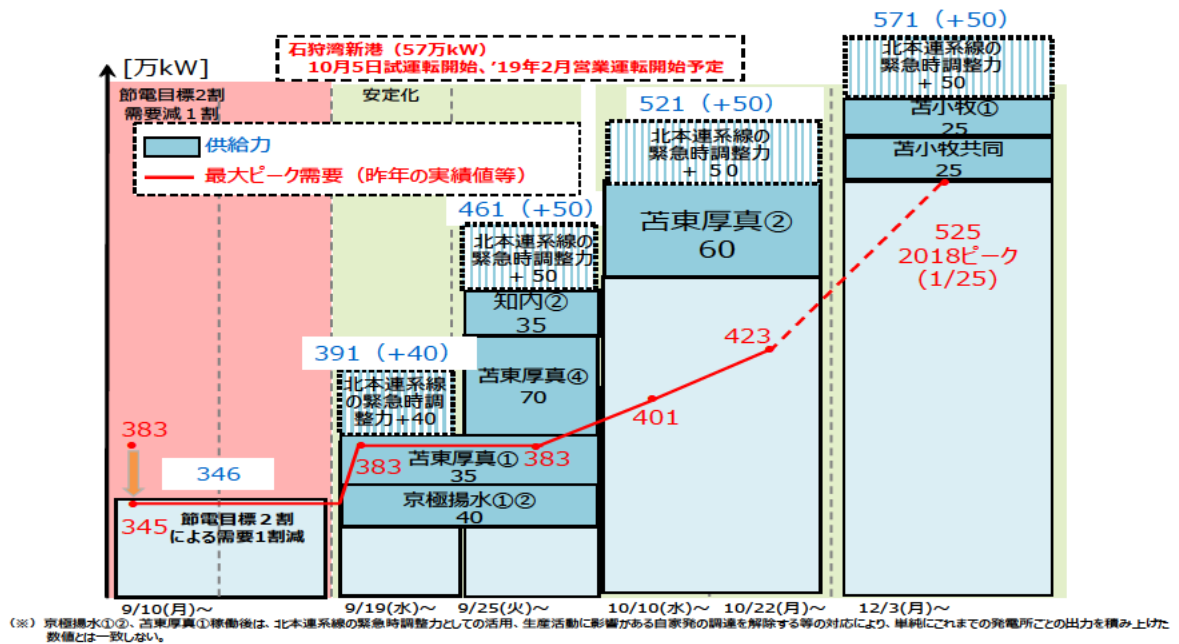 571（+50）
石狩湾新港（57万kW）
10月5日試運転開始、’19年2月営業運転開始予定
[万kW]
北本連系線の
緊急時調整力
+ 50
節電目標2割
需要減１割
安定化
521（+50）
苫小牧①
25
供給力
最大ピーク需要（昨年の実績値等）
北本連系線の
緊急時調整力
+ 50
苫小牧共同
25
461（+50）
苫東厚真②
60
北本連系線の
緊急時調整力
+ 50
525
2018ピーク
(1/25)
知内②
35
391（+40）
423
苫東厚真④
70
北本連系線
の緊急時調
整力+40
401
383
346
383
苫東厚真①
35
383
京極揚水①②
40
345
節電目標２割
による需要1割減
9/10(月)～
9/19(水)～
9/25(火)～
10/10(水)～
10/22(月)～
12/3(月)～
（※）京極揚水①②、苫東厚真①稼働後は、北本連系線の緊急時調整力としての活用、生産活動に影響がある自家発の調達を解除する等の対応により、単純にこれまでの発電所ごとの出力を積み上げた
数値とは一致しない。